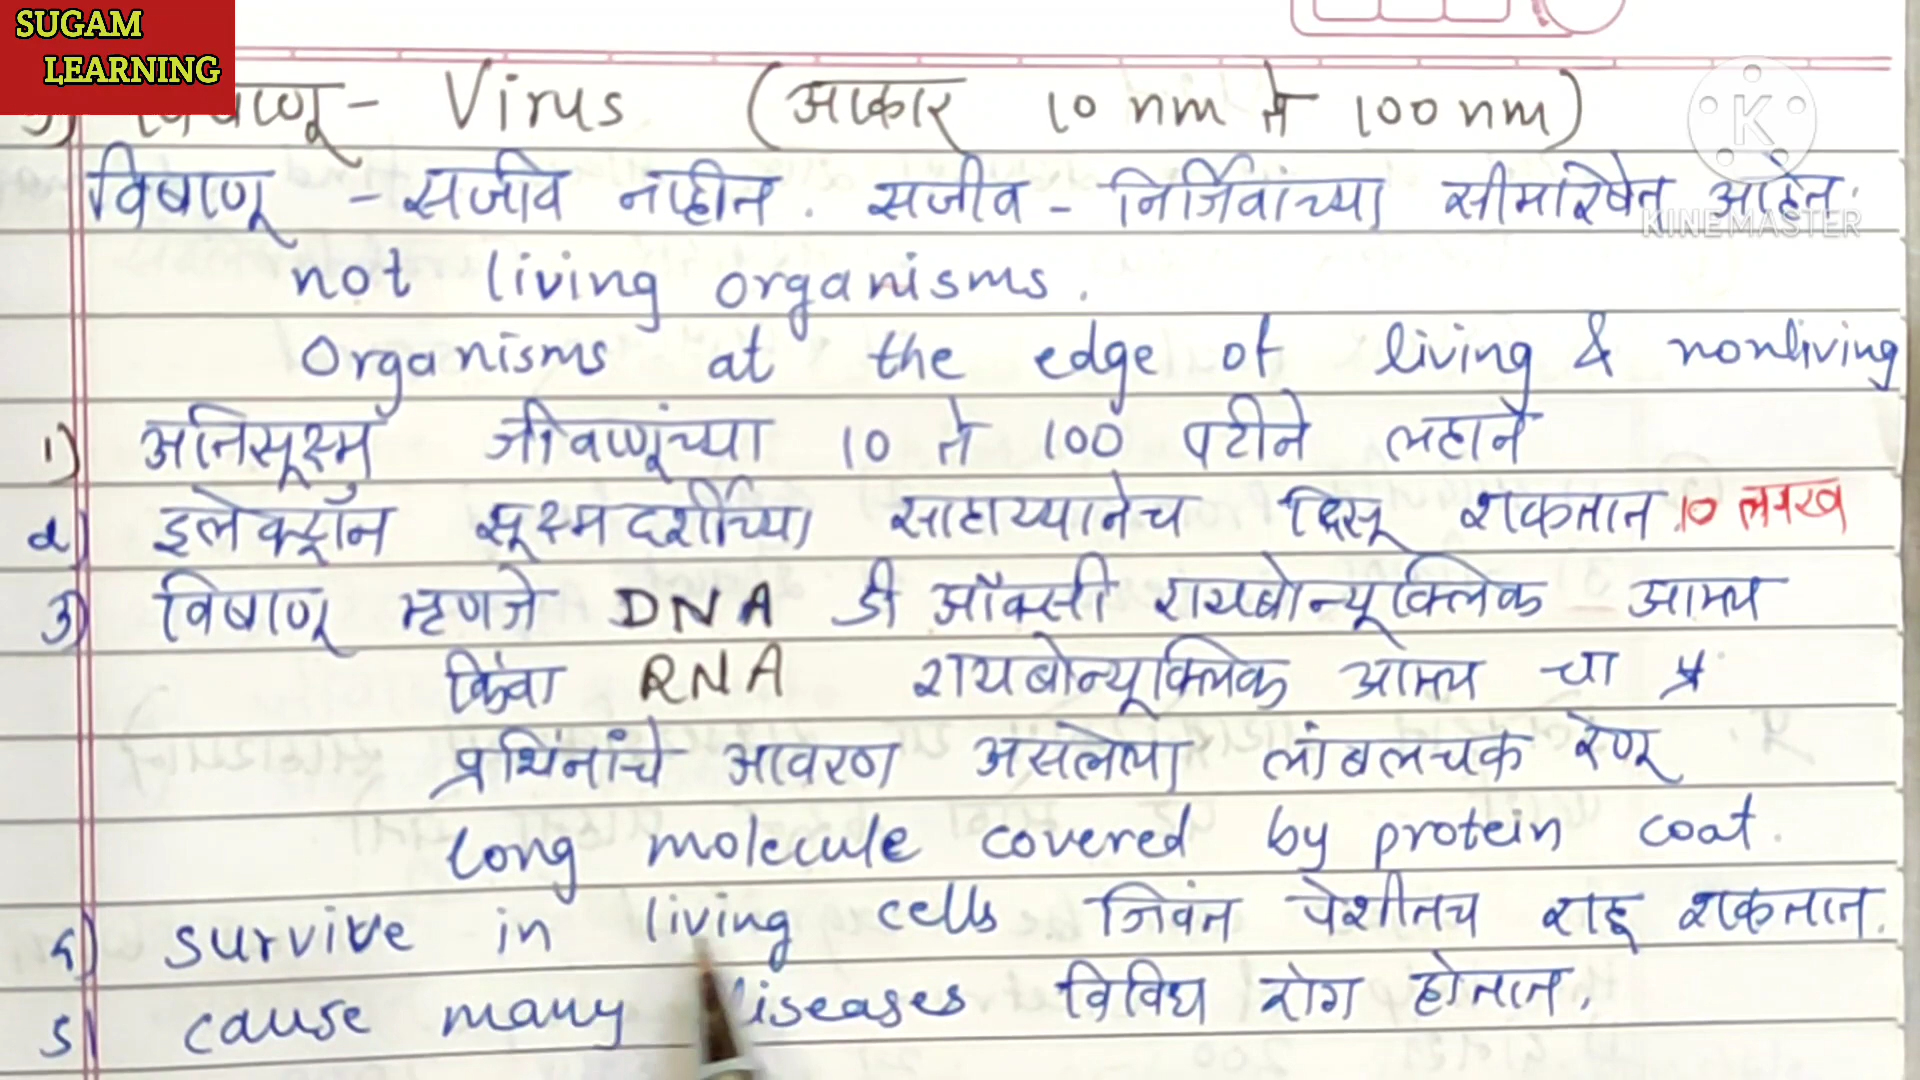 SUGAM
LEARNING
विषाणू - Virus (आकार 10 nm ते 100 nm)
विषाणू - सजीव नाहीत. सजीव - निर्जिवांच्या सीमारेषेत आहेत.
KINEMASTER
not living organisms.
Organisms at the edge of living & nonliving
1) अतिसूक्ष्म जीवाणूंच्या 10 ते 100 पटीने लहान
2) इलेक्ट्रॉन सूक्ष्मदर्शीच्या साहाय्यानेच दिसू शकतात. 10 लाख
3) विषाणू म्हणजे DNA डी ऑक्सी रायबोन्यूक्लिक आम्ल
किंवा RNA रायबोन्यूक्लिक आम्ल चा प्र
प्रथिनांचे आवरण असलेला लांबलचक रेणू
long molecule covered by protein coat.
4) survive in living cells जिवंत पेशीतच राहू शकतात.
5) cause many diseases विविध रोग होतात.